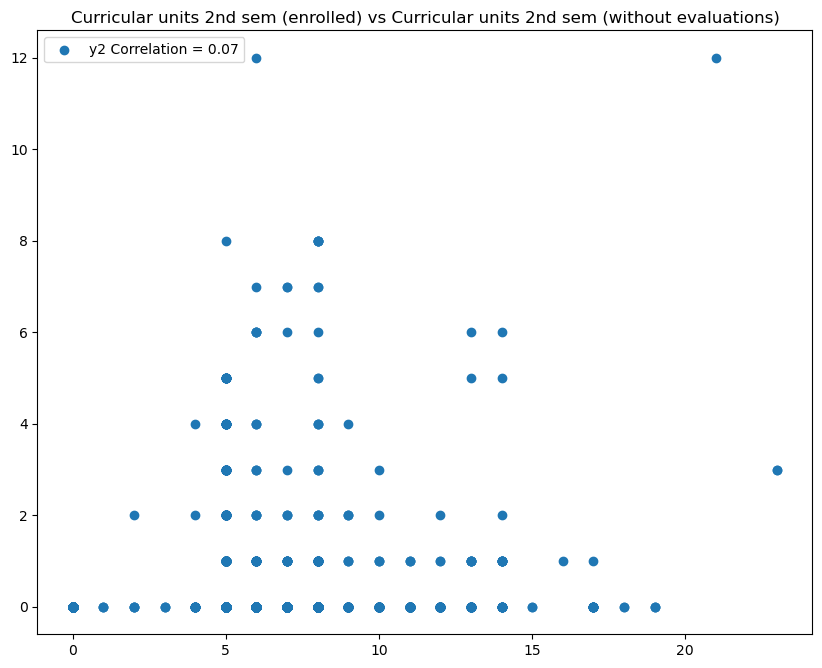 Curricular units 2nd sem (enrolled) vs Curricular units 2nd sem (without evaluations)
y2 Correlation = 0.07
12
10
8
6
4
2
0
0 5 10 15 20